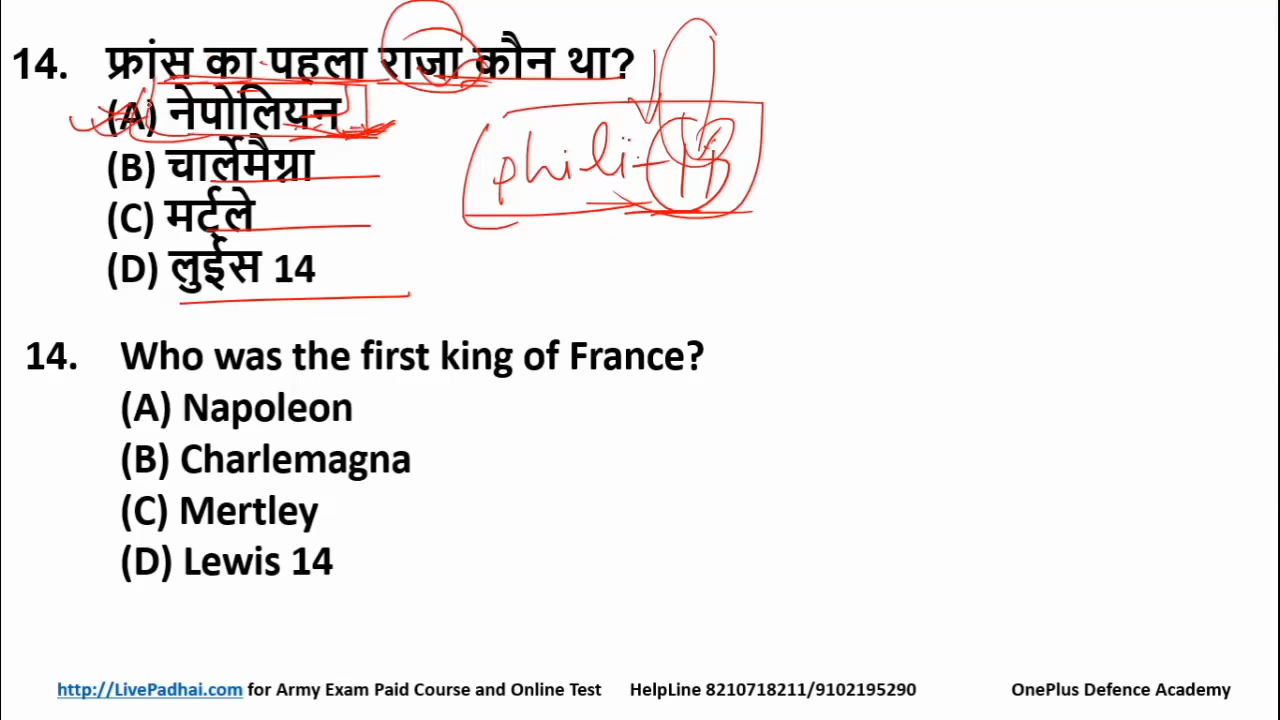 14. फ्रांस का पहला राजा कौन था?
(A) नेपोलियन
(B) चार्लेमैग्रा
(C) मर्टले
(D) लुईस 14
phili-
14. Who was the first king of France?
(A) Napoleon
(B) Charlemagna
(C) Mertley
(D) Lewis 14
http://LivePadhai.com for Army Exam Paid Course and Online Test HelpLine 8210718211/9102195290 OnePlus Defence Academy